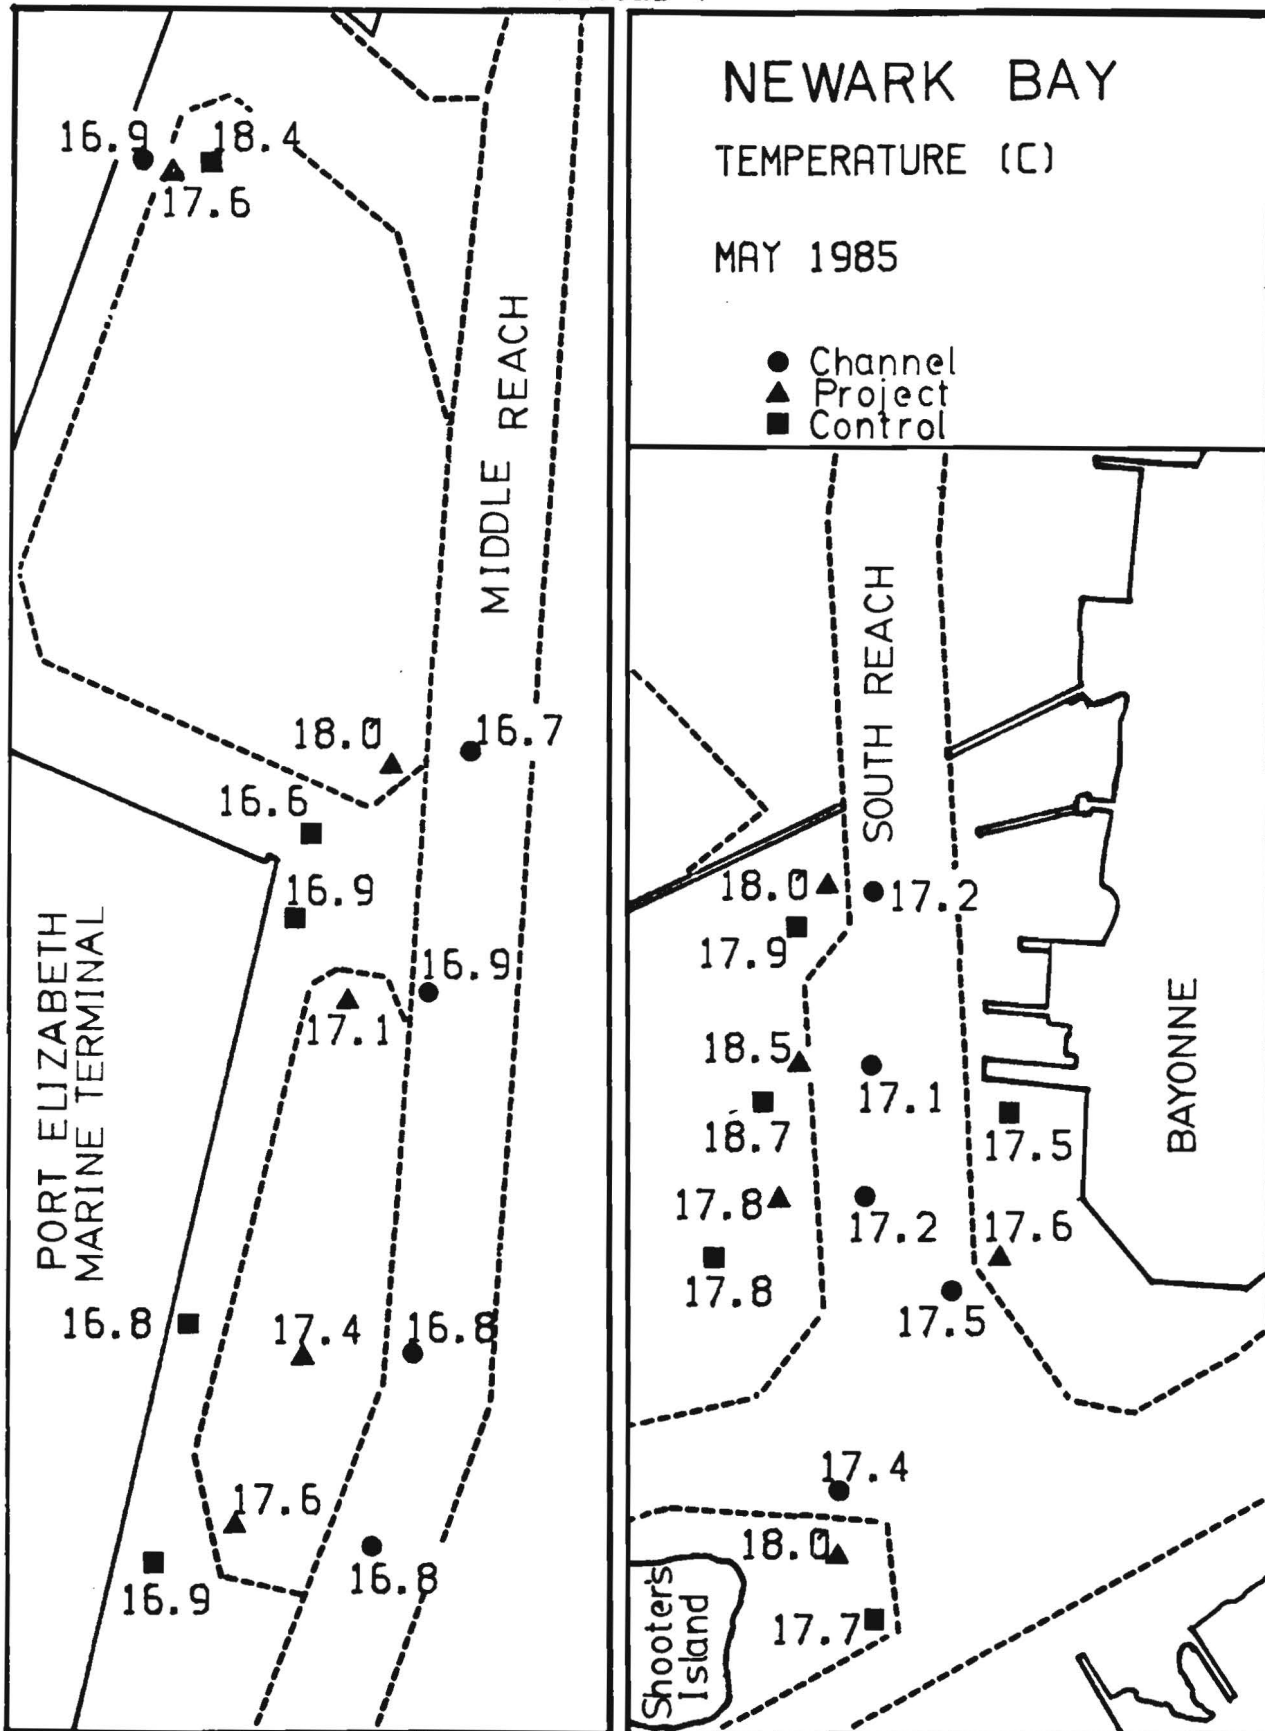 NEWARK BAY
TEMPERATURE (C)
MAY 1985
Channel
Project
Control
16.9
18.4
17.6
MIDDLE REACH
18.0
16.7
16.6
16.9
16.9
17.1
PORT ELIZABETH
MARINE TERMINAL
16.8
17.4
16.8
17.6
16.9
16.8
SOUTH REACH
18.0
17.2
17.9
18.5
17.1
18.7
17.5
BAYONNE
17.8
17.2
17.6
17.8
17.5
17.4
18.0
17.7
Shooter's
Island